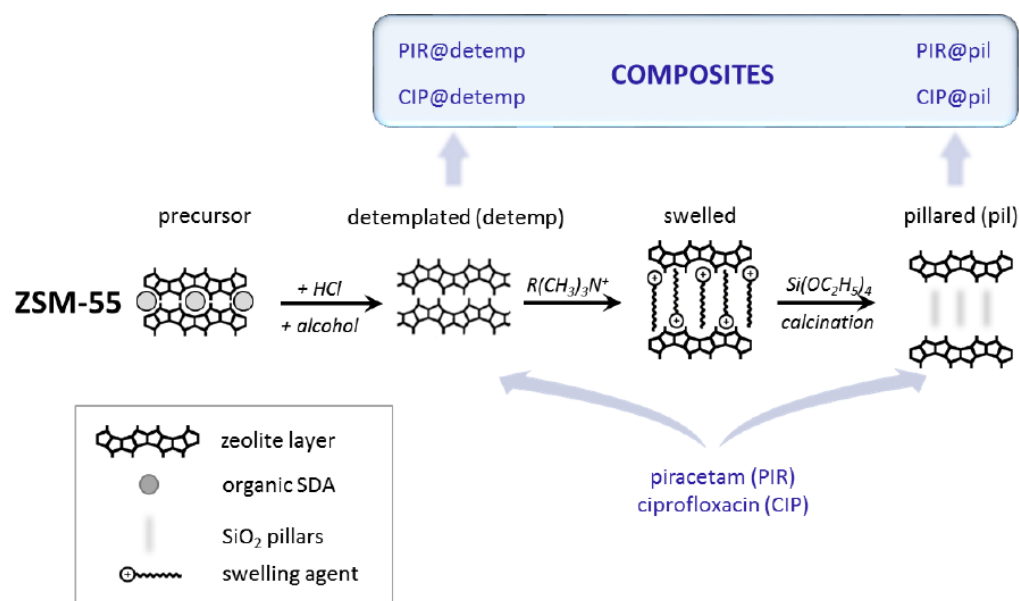 PIR@detemp
CIP@detemp
COMPOSITES
PIR@pil
CIP@pil
precursor
detemplated (detemp)
swelled
pillared (pil)
ZSM-55
+ HCl
+ alcohol
R(CH₃)₃N⁺
Si(OC₂H₅)₄
calcination
zeolite layer
organic SDA
SiO₂ pillars
swelling agent
piracetam (PIR)
ciprofloxacin (CIP)